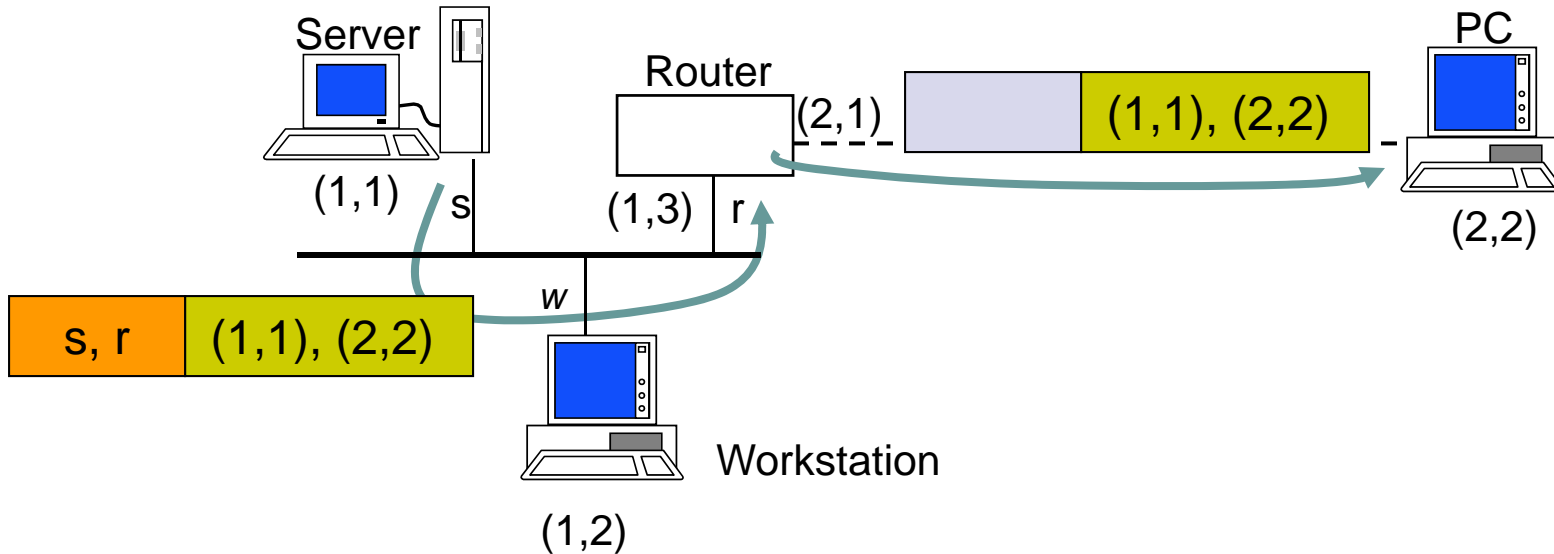 Server
PC
Router
(2,1)
(1,1), (2,2)
(1,1)
s
(1,3)
r
(2,2)
w
s, r
(1,1), (2,2)
Workstation
(1,2)